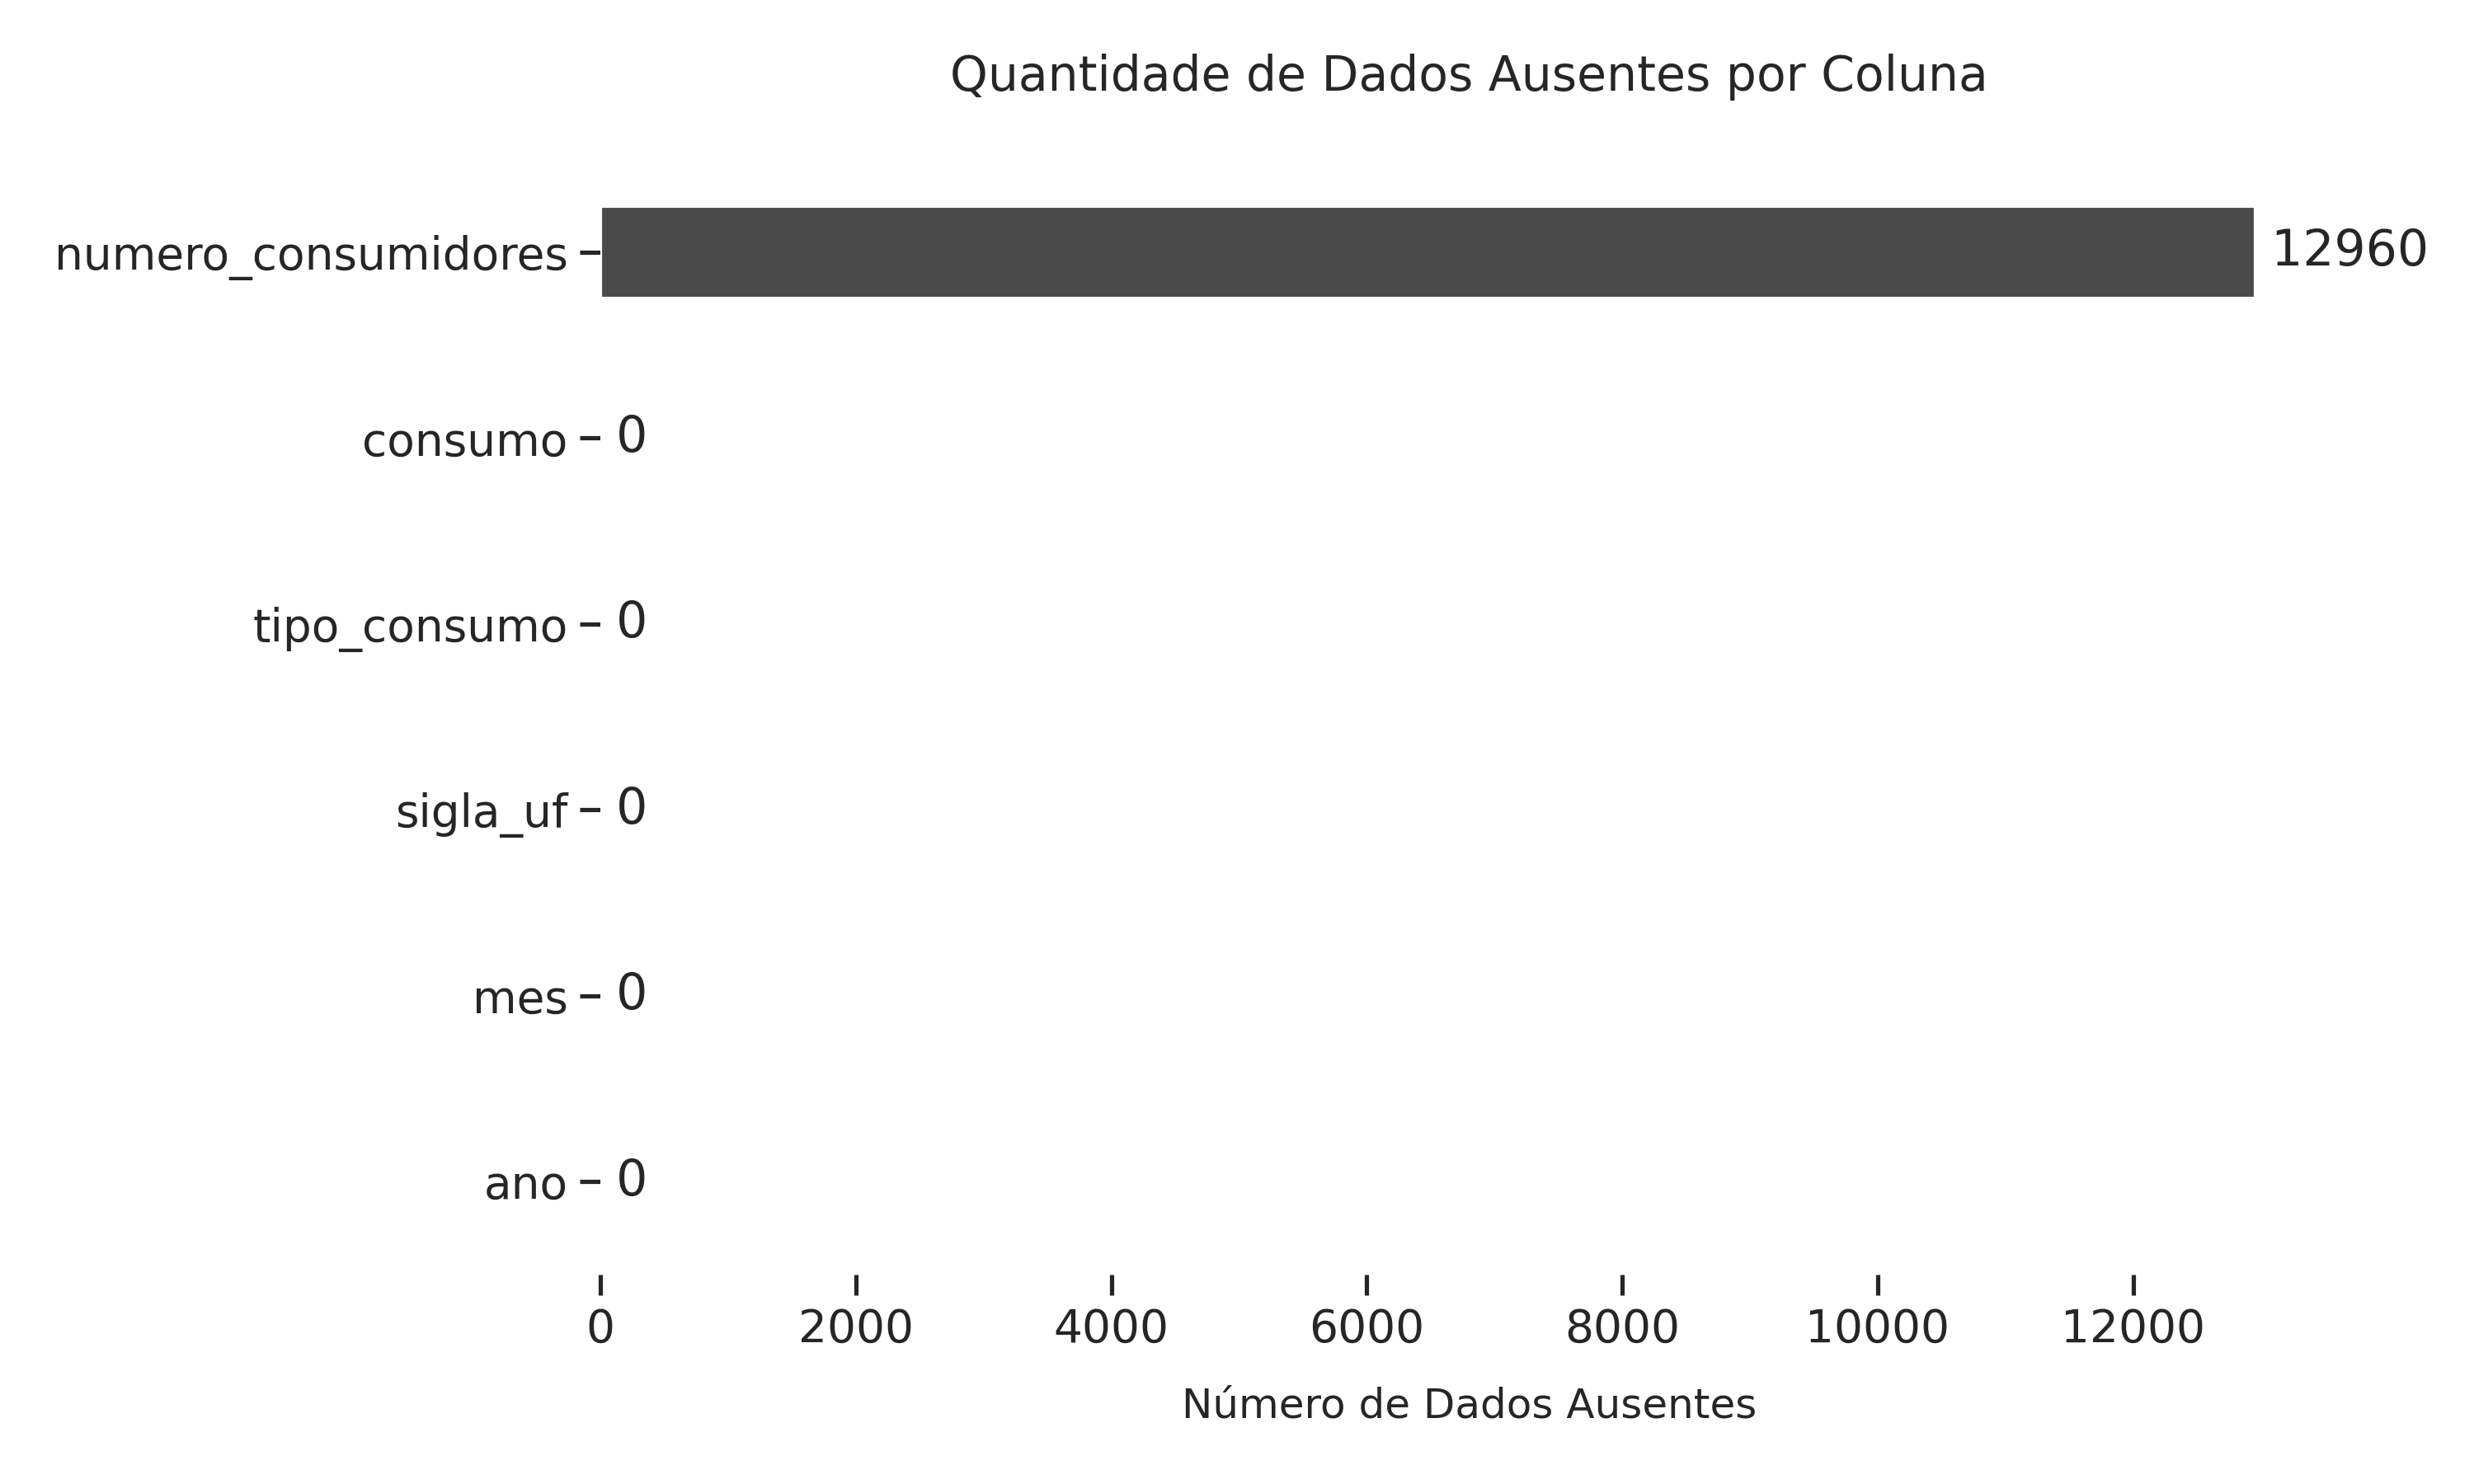 Quantidade de Dados Ausentes por Coluna
numero_consumidores 12960
consumo 0
tipo_consumo 0
sigla_uf 0
mes 0
ano 0
0 2000 4000 6000 8000 10000 12000
Número de Dados Ausentes